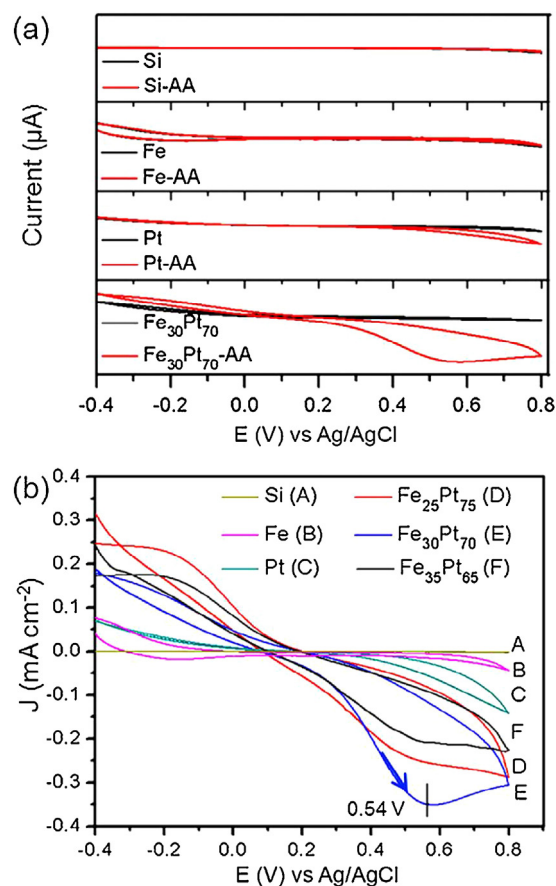 (a)
Current (µA)
Si
Si-AA
Fe
Fe-AA
Pt
Pt-AA
Fe30Pt70
Fe30Pt70-AA
-0.4 -0.2 0.0 0.2 0.4 0.6 0.8
E (V) vs Ag/AgCl
(b)
J (mA cm-2)
0.4
0.3
0.2
0.1
0.0
-0.1
-0.2
-0.3
-0.4
Si (A)
Fe (B)
Pt (C)
Fe25Pt75 (D)
Fe30Pt70 (E)
Fe35Pt65 (F)
A
B
C
F
D
E
0.54 V
-0.4 -0.2 0.0 0.2 0.4 0.6 0.8
E (V) vs Ag/AgCl